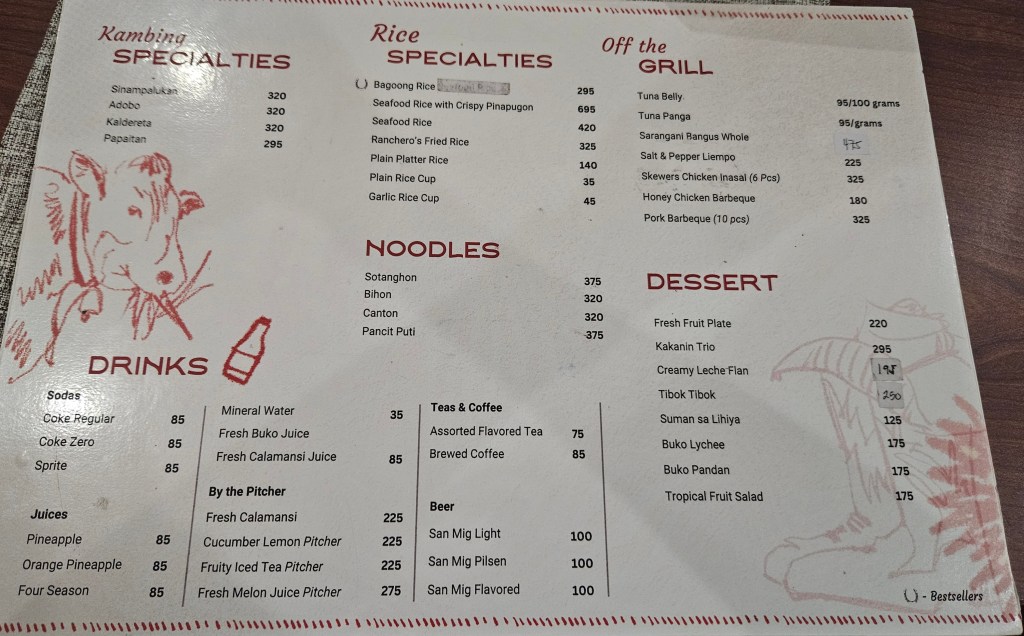 Kambing
SPECIALTIES
Sinampalukan 320
Adobo 320
Kaldereta 320
Papaitan 295
Rice
SPECIALTIES
Bagoong Rice 295
Seafood Rice with Crispy Pinapugon 695
Seafood Rice 420
Ranchero's Fried Rice 325
Plain Platter Rice 140
Plain Rice Cup 35
Garlic Rice Cup 45
NOODLES
Sotanghon 375
Bihon 320
Canton 320
Pancit Puti 375
Off the
GRILL
Tuna Belly 95/100 grams
Tuna Panga 95/grams
Sarangani Bangus Whole 475
Salt & Pepper Liempo 225
Skewers Chicken Inasal (6 Pcs) 325
Honey Chicken Barbeque 180
Pork Barbeque (10 pcs) 325
DESSERT
Fresh Fruit Plate 220
Kakanin Trio 295
Creamy Leche Flan 195
Tibok Tibok 250
Suman sa Lihiya 125
Buko Lychee 175
Buko Pandan 175
Tropical Fruit Salad 175
DRINKS
Sodas
Coke Regular 85
Coke Zero 85
Sprite 85
Juices
Pineapple 85
Orange Pineapple 85
Four Season 85
Mineral Water 35
Fresh Buko Juice
Fresh Calamansi Juice 85
By the Pitcher
Fresh Calamansi 225
Cucumber Lemon Pitcher 225
Fruity Iced Tea Pitcher 225
Fresh Melon Juice Pitcher 275
Teas & Coffee
Assorted Flavored Tea 75
Brewed Coffee 85
Beer
San Mig Light 100
San Mig Pilsen 100
San Mig Flavored 100
- Bestsellers